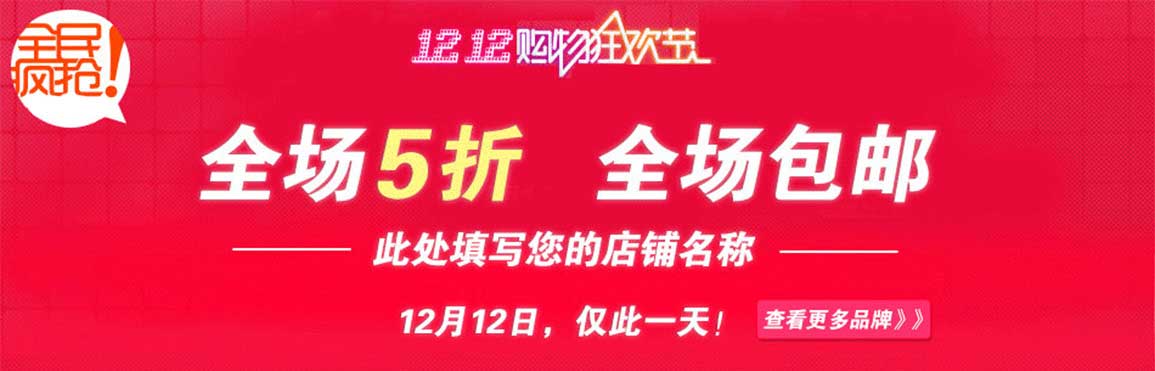 全民
疯抢!
12.12购物狂欢节
全场5折 全场包邮
此处填写您的店铺名称
12月12日，仅此一天!
查看更多品牌》》